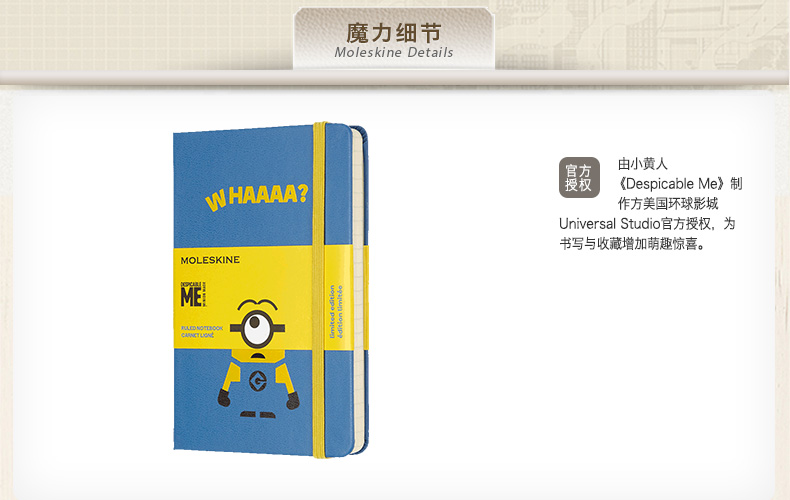 魔力细节
Moleskine Details
官方
授权
由小黄人
《Despicable Me》制
作方美国环球影城
Universal Studio官方授权，为
书写与收藏增加萌趣惊喜。
WHAAAA?
MOLESKINE
DESPICABLE
ME
RULED NOTEBOOK
CARNET LIGNÉ
limited edition
édition limitée